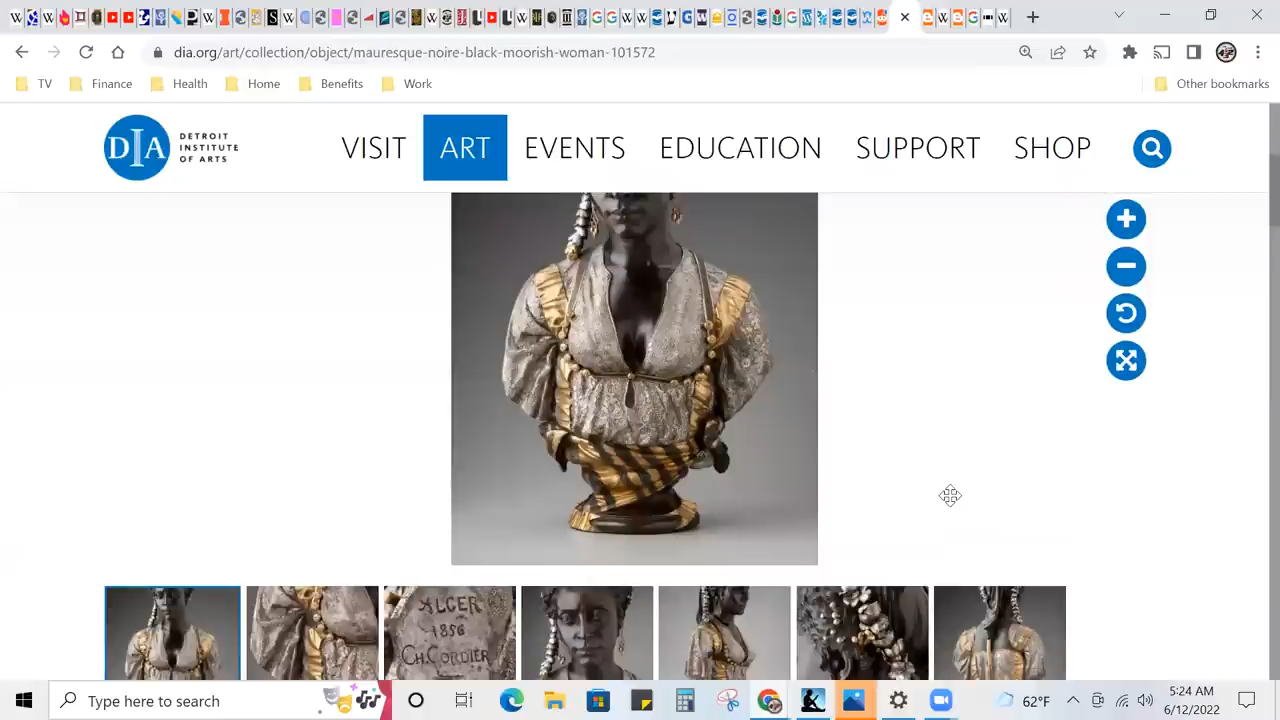 dia.org/art/collection/object/mauresque-noire-black-moorish-woman-101572
TV Finance Health Home Benefits Work Other bookmarks
DIA DETROIT
INSTITUTE
OF ARTS
VISIT ART EVENTS EDUCATION SUPPORT SHOP
ALGER
1856
CH. CORDIER
Type here to search
62°F
5:24 AM
6/12/2022